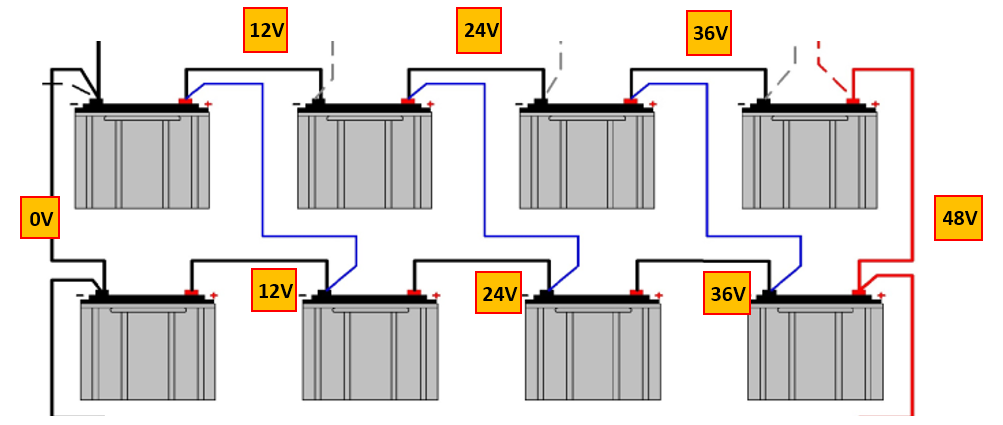 12V
24V
36V
- +
- +
- +
- +
0V
48V
12V
24V
36V
- +
- +
- +
- +